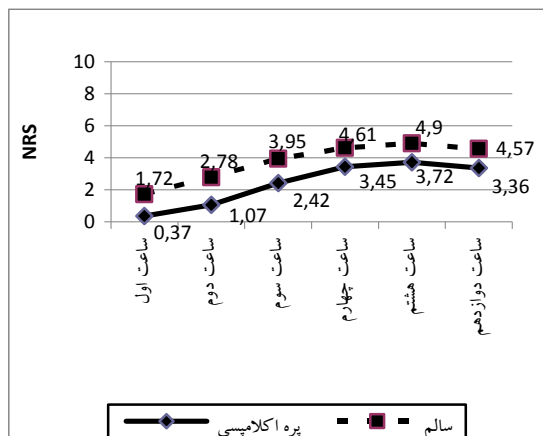 10
8
6
4
2
0
NRS
1,72
2,78
3,95
4,61
4,9
4,57
0,37
1,07
2,42
3,45
3,72
3,36
ساعت اول
ساعت دوم
ساعت سوم
ساعت چهارم
ساعت هشتم
ساعت دوازدهم
پره اکلامپسی
سالم